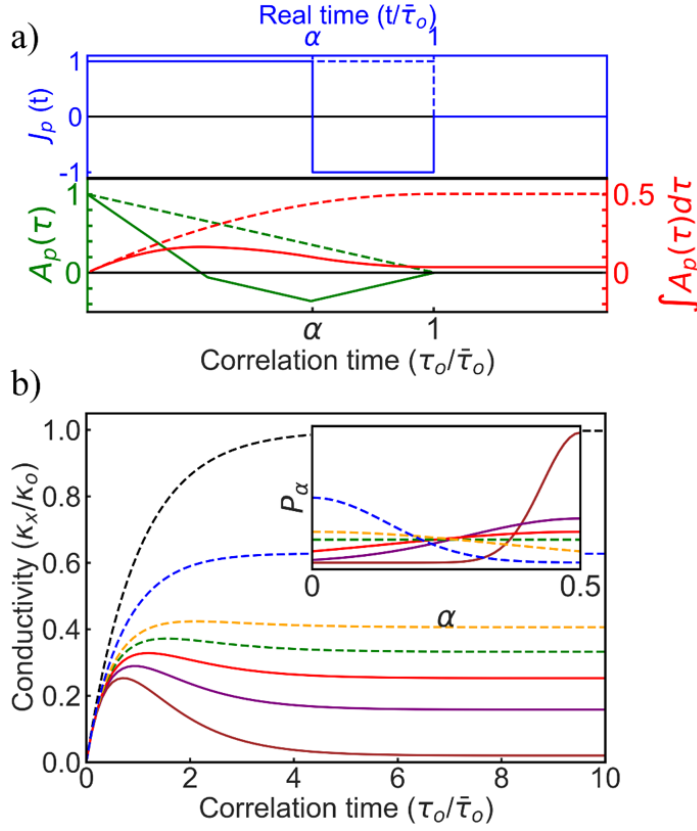 a)
Real time (t/τ̄ₒ)
α 1
1
0
-1
Jₚ(t)
1
0
Aₚ(τ)
0.5
0
∫Aₚ(τ)dτ
α 1
Correlation time (τₒ/τ̄ₒ)
b)
Conductivity (κₓ/κₒ)
1.0
0.8
0.6
0.4
0.2
0.0
Pα
0 0.5
α
0 2 4 6 8 10
Correlation time (τₒ/τ̄ₒ)